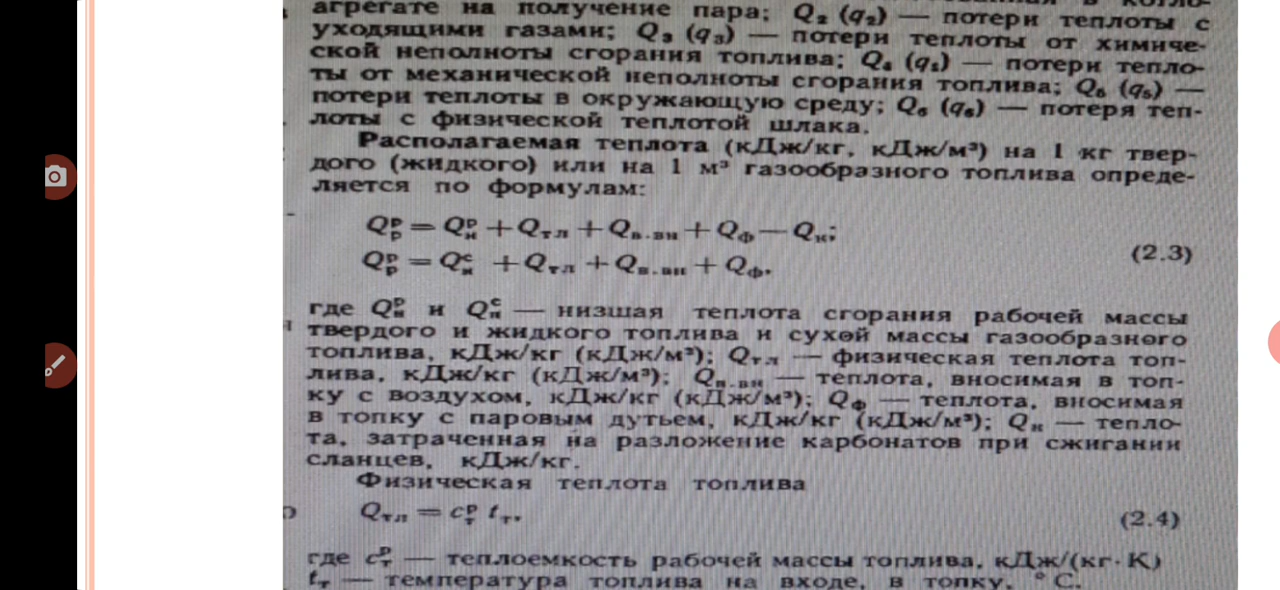 агрегате на получение пара; Q₂ (q₂) — потери теплоты с
уходящими газами; Q₃ (q₃) — потери теплоты от химиче-
ской неполноты сгорания топлива; Q₄ (q₄) — потери тепло-
ты от механической неполноты сгорания топлива; Q₅ (q₅) —
потери теплоты в окружающую среду; Q₆ (q₆) — потеря теп-
лоты с физической теплотой шлака.
Располагаемая теплота (кДж/кг, кДж/м³) на 1 кг твер-
дого (жидкого) или на 1 м³ газообразного топлива опреде-
ляется по формулам:
Qᵖₚ = Qᵖₙ + Qтл + Qв.вн + Qф — Qк;
Qᵖₚ = Qᶜₙ + Qтл + Qв.вн + Qф,
(2.3)
где Qᵖₙ и Qᶜₙ — низшая теплота сгорания рабочей массы
твердого и жидкого топлива и сухой массы газообразного
топлива, кДж/кг (кДж/м³); Qтл — физическая теплота топ-
лива, кДж/кг (кДж/м³); Qв.вн — теплота, вносимая в топ-
ку с воздухом, кДж/кг (кДж/м³); Qф — теплота, вносимая
в топку с паровым дутьем, кДж/кг (кДж/м³); Qк — тепло-
та, затраченная на разложение карбонатов при сжигании
сланцев, кДж/кг.
Физическая теплота топлива
Qтл = cᵖт tт, (2.4)
где cᵖт — теплоемкость рабочей массы топлива, кДж/(кг·К)
tт — температура топлива на входе, в топку, °С.